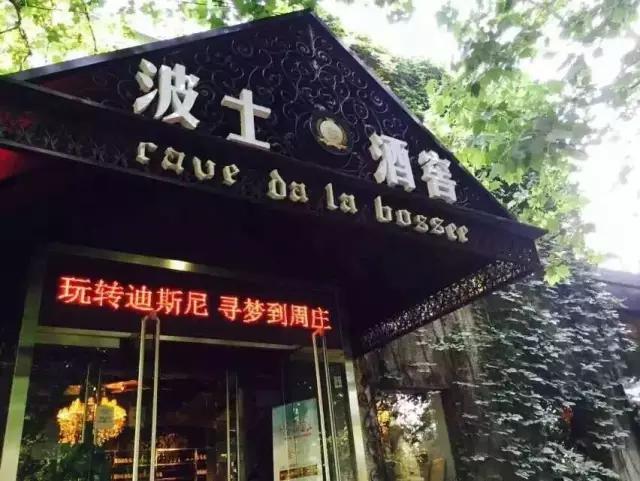 波士酒窖
cave da la bossee
玩转迪斯尼 寻梦到周庄